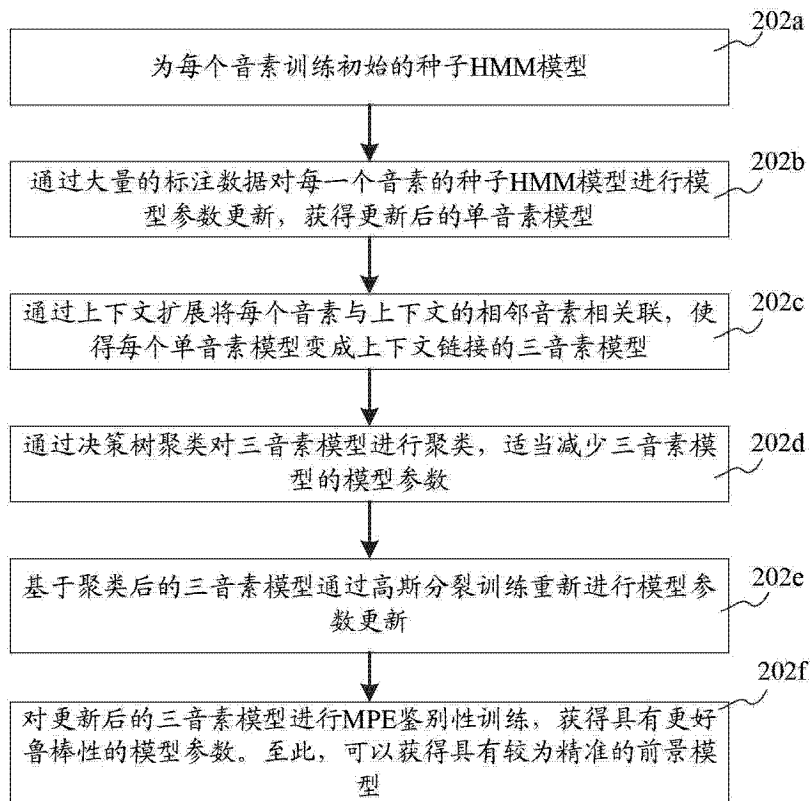 202a
为每个音素训练初始的种子HMM模型
202b
通过大量的标注数据对每一个音素的种子HMM模型进行模
型参数更新，获得更新后的单音素模型
202c
通过上下文扩展将每个音素与上下文的相邻音素相关联，使
得每个单音素模型变成上下文链接的三音素模型
202d
通过决策树聚类对三音素模型进行聚类，适当减少三音素模
型的模型参数
202e
基于聚类后的三音素模型通过高斯分裂训练重新进行模型参
数更新
202f
对更新后的三音素模型进行MPE鉴别性训练，获得具有更好
鲁棒性的模型参数。至此，可以获得具有较为精准的前景模
型